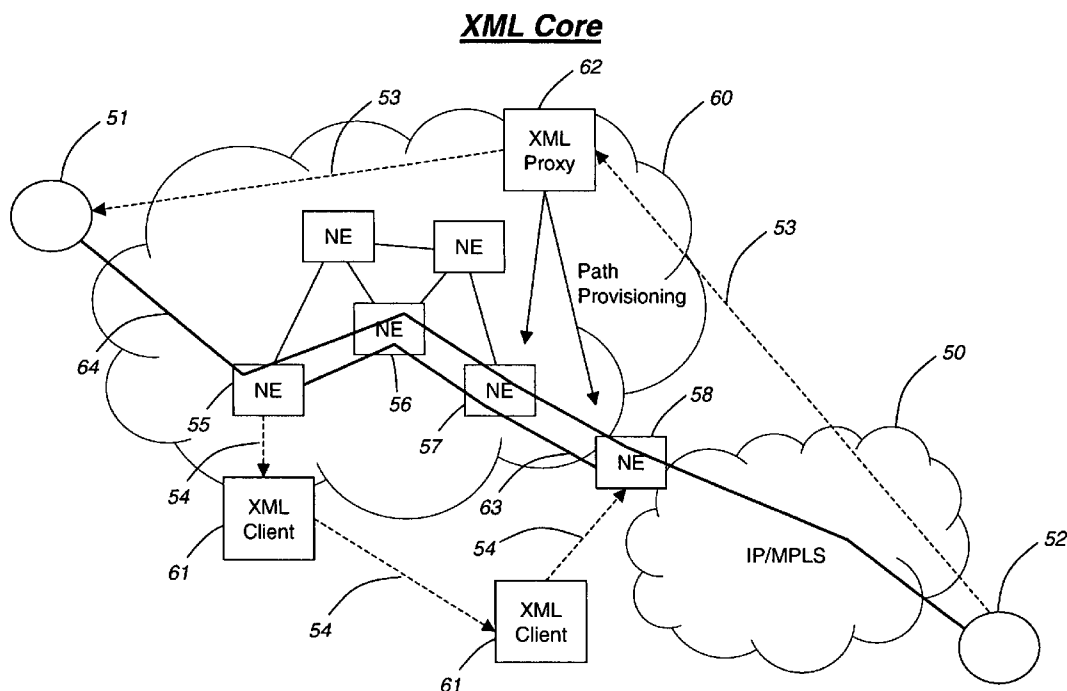 XML Core
62
53
60
51
XML
Proxy
53
NE
NE
Path
Provisioning
NE
64
50
NE
56
NE
58
55
57
NE
54
63
52
XML
Client
54
IP/MPLS
61
XML
Client
54
61